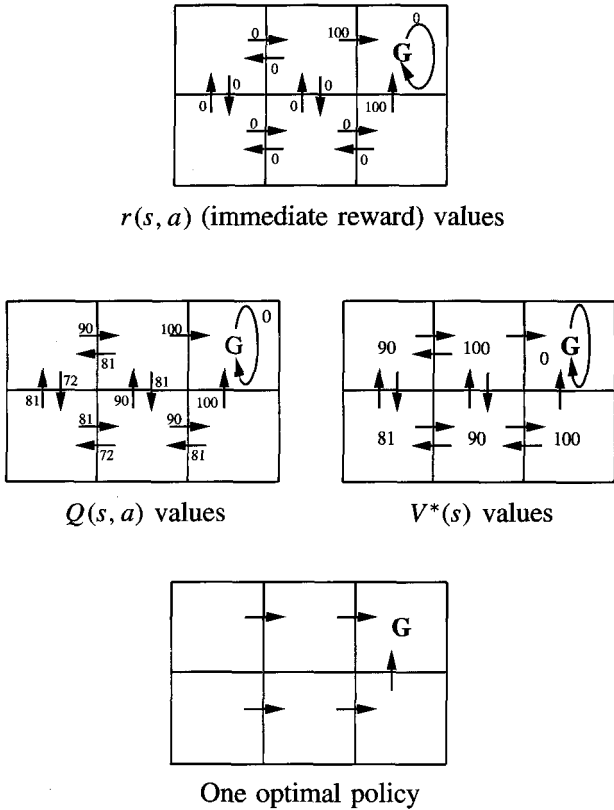 0 100 0
0 G
0 0 0 0 100
0 0
0 0
r(s, a) (immediate reward) values
90 100 0
81 G
81 72 90 81 100
81 90
72 81
Q(s, a) values
90 100 0 G
81 90 100
V*(s) values
G
One optimal policy